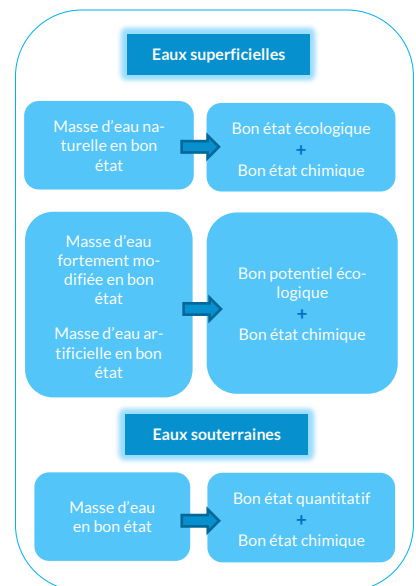 Eaux superficielles
Masse d'eau na-
turelle en bon
état
Bon état écologique
+
Bon état chimique
Masse d'eau
fortement mo-
difiée en bon
état
Masse d'eau ar-
tificielle en bon
état
Bon potentiel éco-
logique
+
Bon état chimique
Eaux souterraines
Masse d'eau
en bon état
Bon état quantitatif
+
Bon état chimique